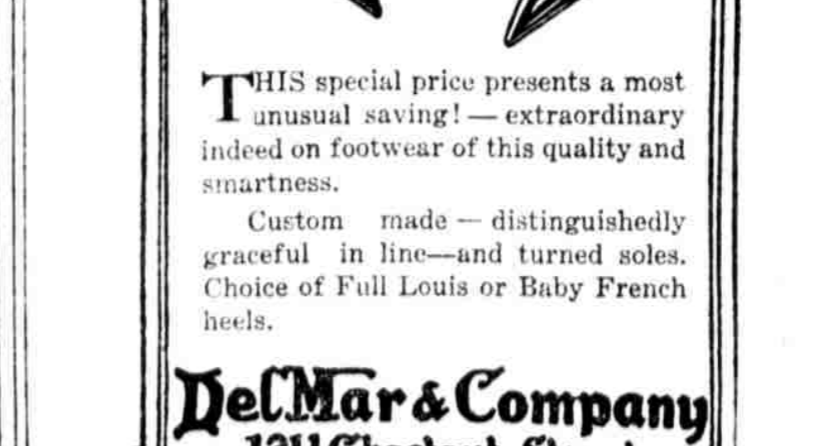 THIS special price presents a most
unusual saving! — extraordinary
indeed on footwear of this quality and
smartness.
Custom made — distinguishedly
graceful in line—and turned soles.
Choice of Full Louis or Baby French
heels.
DelMar & Company